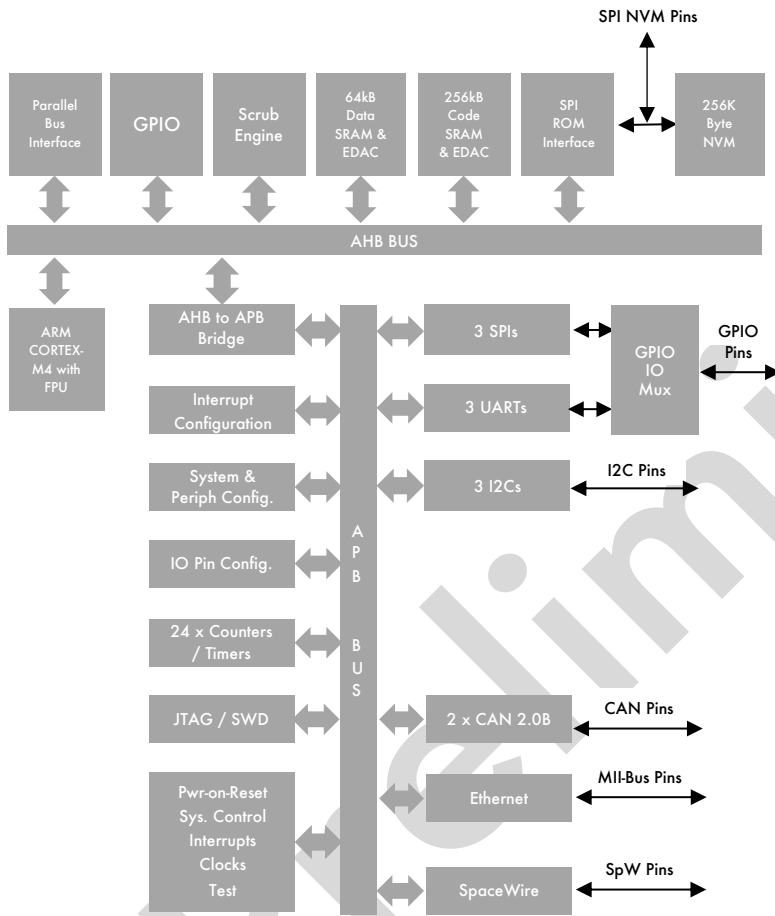 SPI NVM Pins
Parallel
Bus
Interface
GPIO
Scrub
Engine
64kB
Data
SRAM &
EDAC
256kB
Code
SRAM
& EDAC
SPI
ROM
Interface
256K
Byte
NVM
AHB BUS
ARM
CORTEX-
M4 with
FPU
AHB to APB
Bridge
3 SPIs
GPIO
IO
Mux
GPIO
Pins
Interrupt
Configuration
3 UARTs
System &
Periph Config.
3 I2Cs
I2C Pins
IO Pin Config.
24 x Counters
/ Timers
JTAG / SWD
Pwr-on-Reset
Sys. Control
Interrupts
Clocks
Test
A
P
B
B
U
S
2 x CAN 2.0B
CAN Pins
Ethernet
MII-Bus Pins
SpaceWire
SpW Pins
relimi